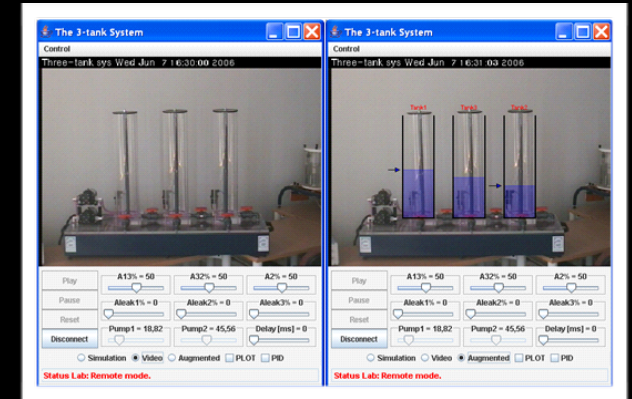 The 3-tank System
Control
Three-tank sys Wed Jun 7 16:30:00 2006
Play
Pause
Reset
Disconnect
A13% = 50
A32% = 50
A2% = 50
Aleak1% = 0
Aleak2% = 0
Aleak3% = 0
Pump1 = 18,82
Pump2 = 45,56
Delay [ms] = 0
Simulation Video Augmented PLOT PID
Status Lab: Remote mode.
The 3-tank System
Control
Three-tank sys Wed Jun 7 16:31:03 2006
Tank1 Tank3 Tank2
Play
Pause
Reset
Disconnect
A13% = 50
A32% = 50
A2% = 50
Aleak1% = 0
Aleak2% = 0
Aleak3% = 0
Pump1 = 18,82
Pump2 = 45,56
Delay [ms] = 0
Simulation Video Augmented PLOT PID
Status Lab: Remote mode.